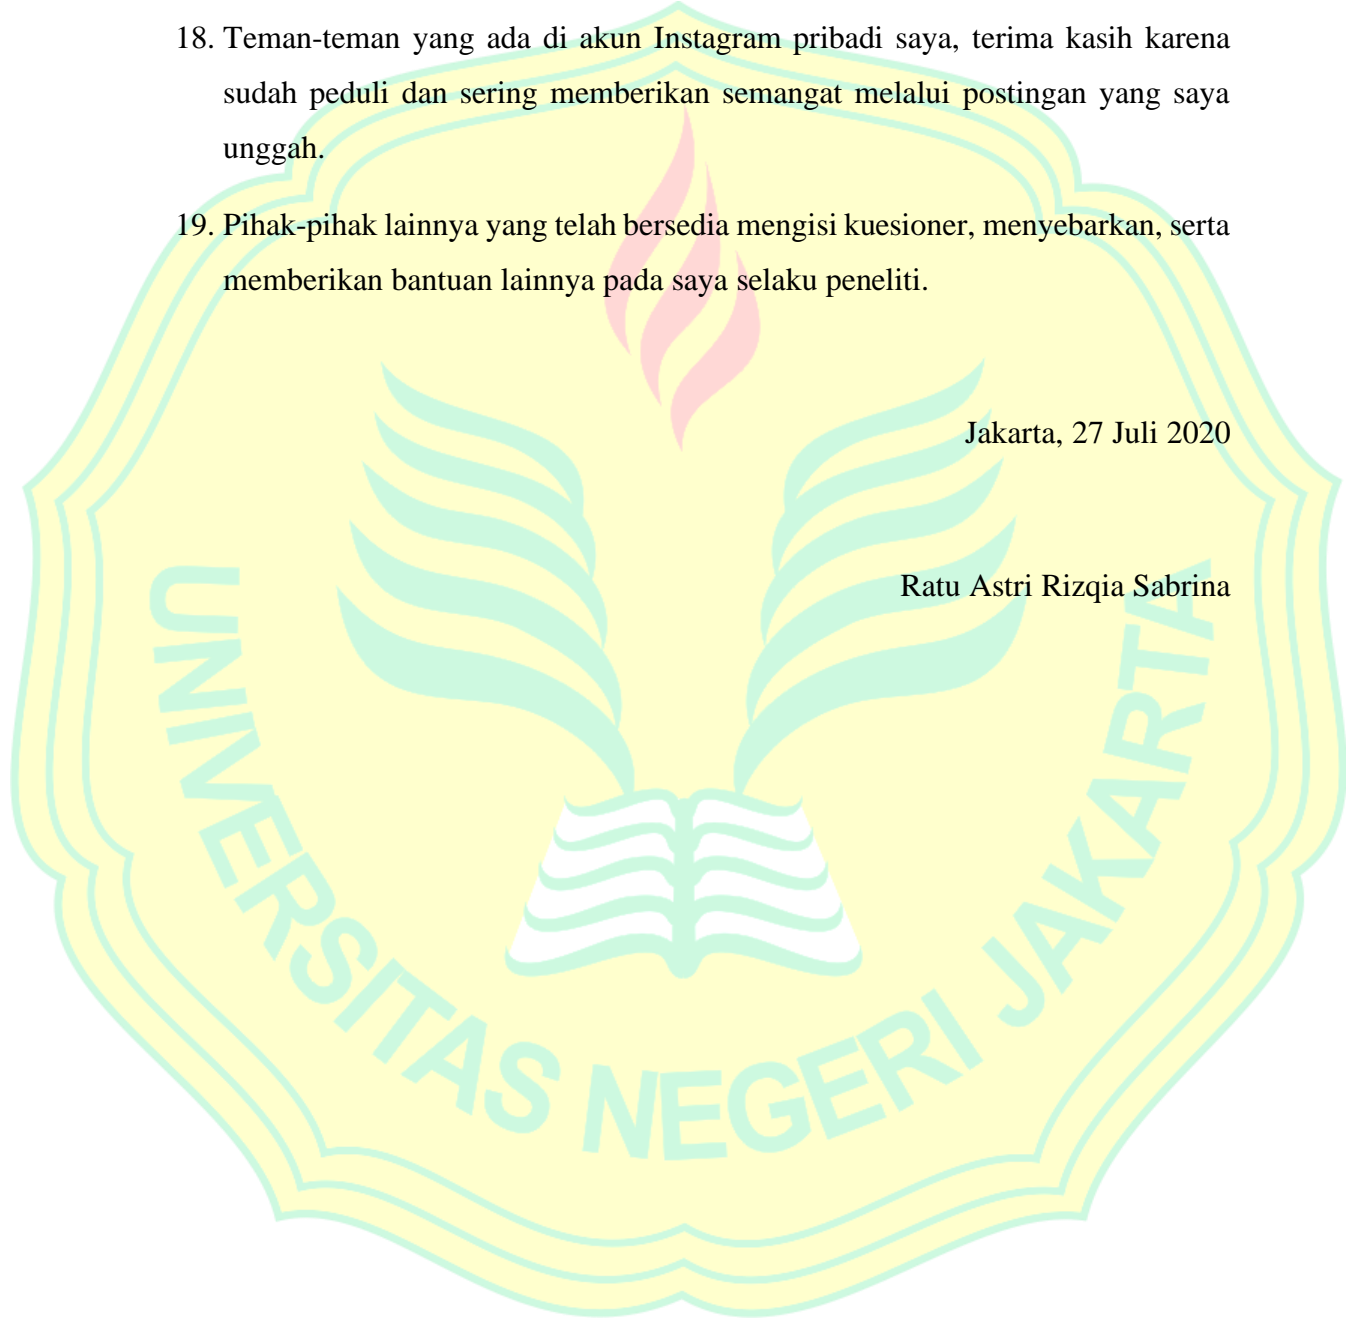 18. Teman-teman yang ada di akun Instagram pribadi saya, terima kasih karena
sudah peduli dan sering memberikan semangat melalui postingan yang saya
unggah.
19. Pihak-pihak lainnya yang telah bersedia mengisi kuesioner, menyebarkan, serta
memberikan bantuan lainnya pada saya selaku peneliti.
Jakarta, 27 Juli 2020
Ratu Astri Rizqia Sabrina
UNIVERSITAS NEGERI JAKARTA